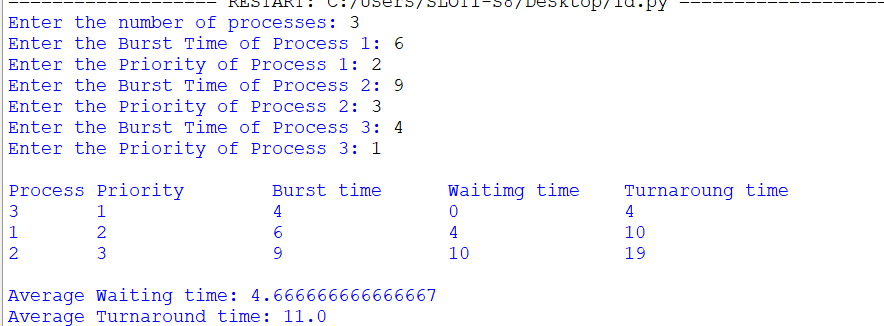 RESTART: C:/Users/SLOTI-S8/Desktop/1d.py
Enter the number of processes: 3
Enter the Burst Time of Process 1: 6
Enter the Priority of Process 1: 2
Enter the Burst Time of Process 2: 9
Enter the Priority of Process 2: 3
Enter the Burst Time of Process 3: 4
Enter the Priority of Process 3: 1
Process Priority Burst time Waitimg time Turnaroung time
3 1 4 0 4
1 2 6 4 10
2 3 9 10 19
Average Waiting time: 4.666666666666667
Average Turnaround time: 11.0